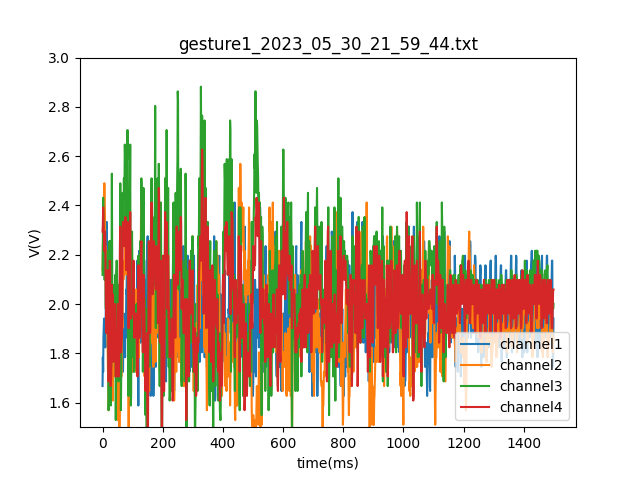 gesture1_2023_05_30_21_59_44.txt
3.0
2.8
2.6
2.4
2.2
2.0
1.8
1.6
V(V)
0 200 400 600 800 1000 1200 1400
time(ms)
channel1
channel2
channel3
channel4